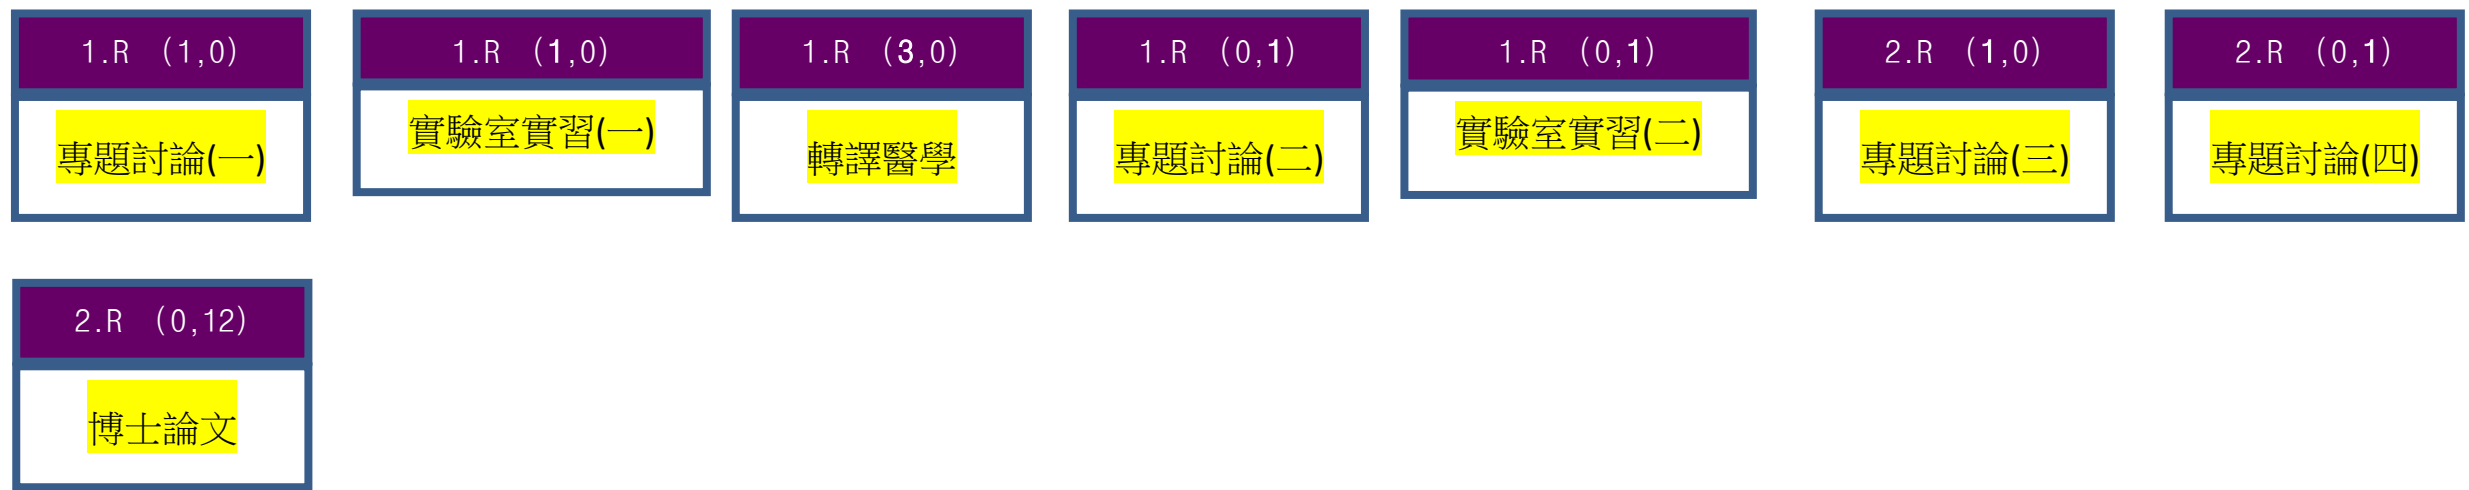 1.R (1,0)
專題討論(一)
1.R (1,0)
實驗室實習(一)
1.R (3,0)
轉譯醫學
1.R (0,1)
專題討論(二)
1.R (0,1)
實驗室實習(二)
2.R (1,0)
專題討論(三)
2.R (0,1)
專題討論(四)
2.R (0,12)
博士論文